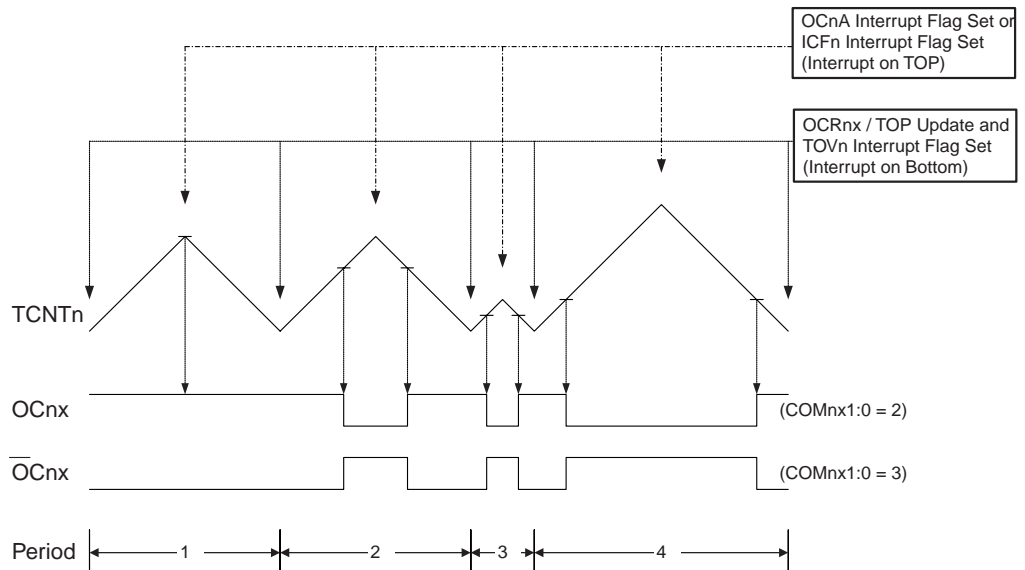 OCnA Interrupt Flag Set or
ICFn Interrupt Flag Set
(Interrupt on TOP)
OCRnx / TOP Update and
TOVn Interrupt Flag Set
(Interrupt on Bottom)
TCNTn
OCnx
(COMnx1:0 = 2)
O̅Cnx
(COMnx1:0 = 3)
Period
1
2
3
4